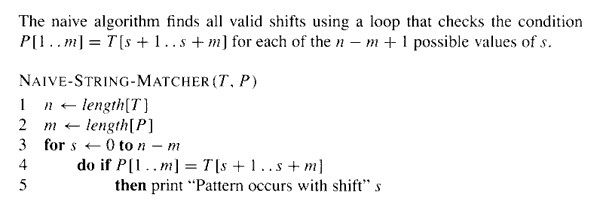 The naive algorithm finds all valid shifts using a loop that checks the condition
P[1 . . m] = T[s + 1 . . s + m] for each of the n − m + 1 possible values of s.
NAIVE-STRING-MATCHER(T, P)
1 n ← length[T]
2 m ← length[P]
3 for s ← 0 to n − m
4 do if P[1 . . m] = T[s + 1 . . s + m]
5 then print “Pattern occurs with shift” s